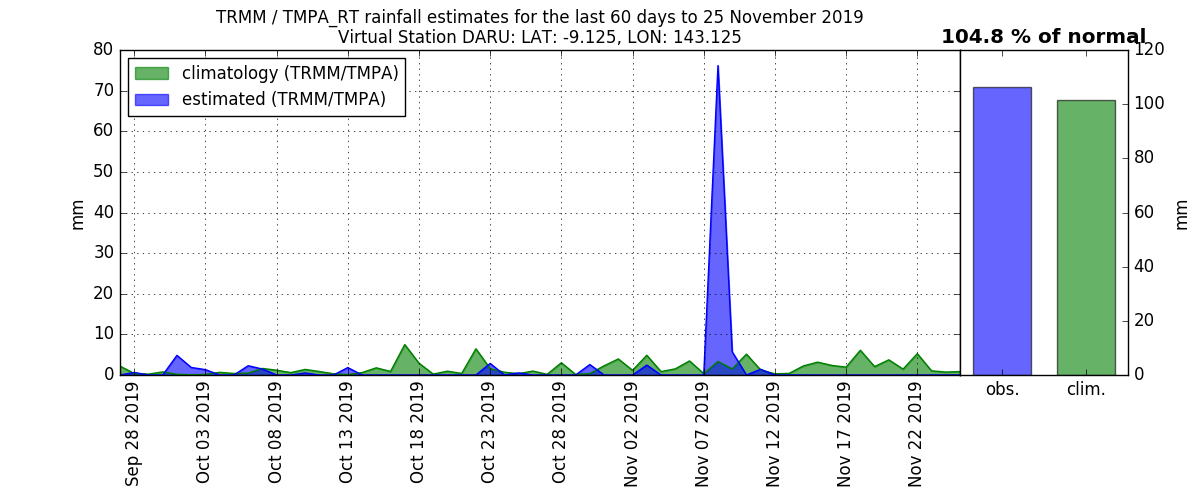 TRMM / TMPA_RT rainfall estimates for the last 60 days to 25 November 2019
Virtual Station DARU: LAT: -9.125, LON: 143.125
104.8 % of normal
climatology (TRMM/TMPA)
estimated (TRMM/TMPA)
mm
80
70
60
50
40
30
20
10
0
Sep 28 2019
Oct 03 2019
Oct 08 2019
Oct 13 2019
Oct 18 2019
Oct 23 2019
Oct 28 2019
Nov 02 2019
Nov 07 2019
Nov 12 2019
Nov 17 2019
Nov 22 2019
120
100
80
60
40
20
0
mm
obs.
clim.